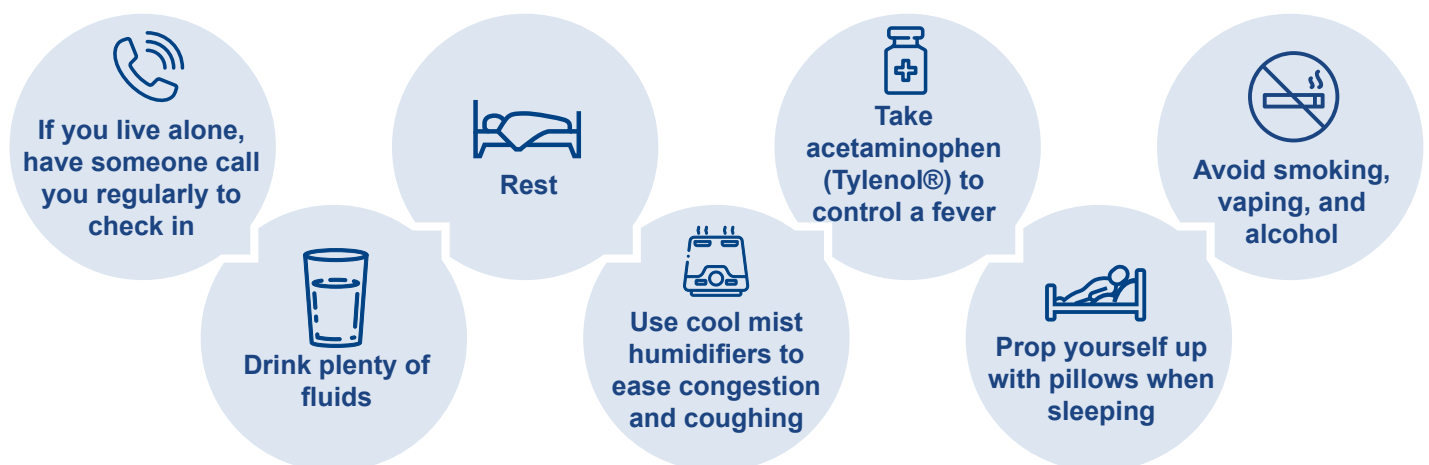 If you live alone,
have someone call
you regularly to
check in
Drink plenty of
fluids
Rest
Use cool mist
humidifiers to
ease congestion
and coughing
Take
acetaminophen
(Tylenol®) to
control a fever
Prop yourself up
with pillows when
sleeping
Avoid smoking,
vaping, and
alcohol